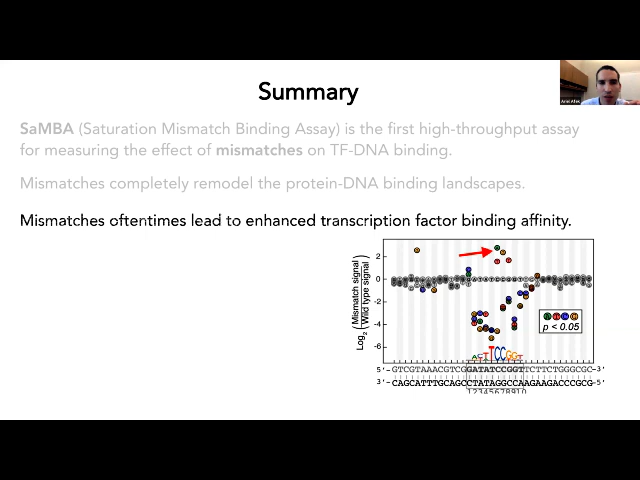 Ariel Afek
Summary
SaMBA (Saturation Mismatch Binding Assay) is the first high-throughput assay
for measuring the effect of mismatches on TF-DNA binding.
Mismatches completely remodel the protein-DNA binding landscapes.
Mismatches oftentimes lead to enhanced transcription factor binding affinity.
Log2 (Mismatch signal / Wild type signal)
2
0
-2
-4
-6
A T C G
p < 0.05
5'-GTCGTAAACGTCGGATATCCGGTTCTTCTGGGCGC-3'
3'-CAGCATTTGCAGCCTATAGGCCAAGAAGACCCGCG-5'
12345678910